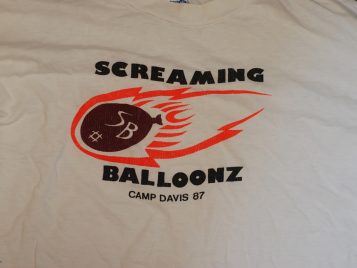 SCREAMING
SB
#
BALLOONZ
CAMP DAVIS 87